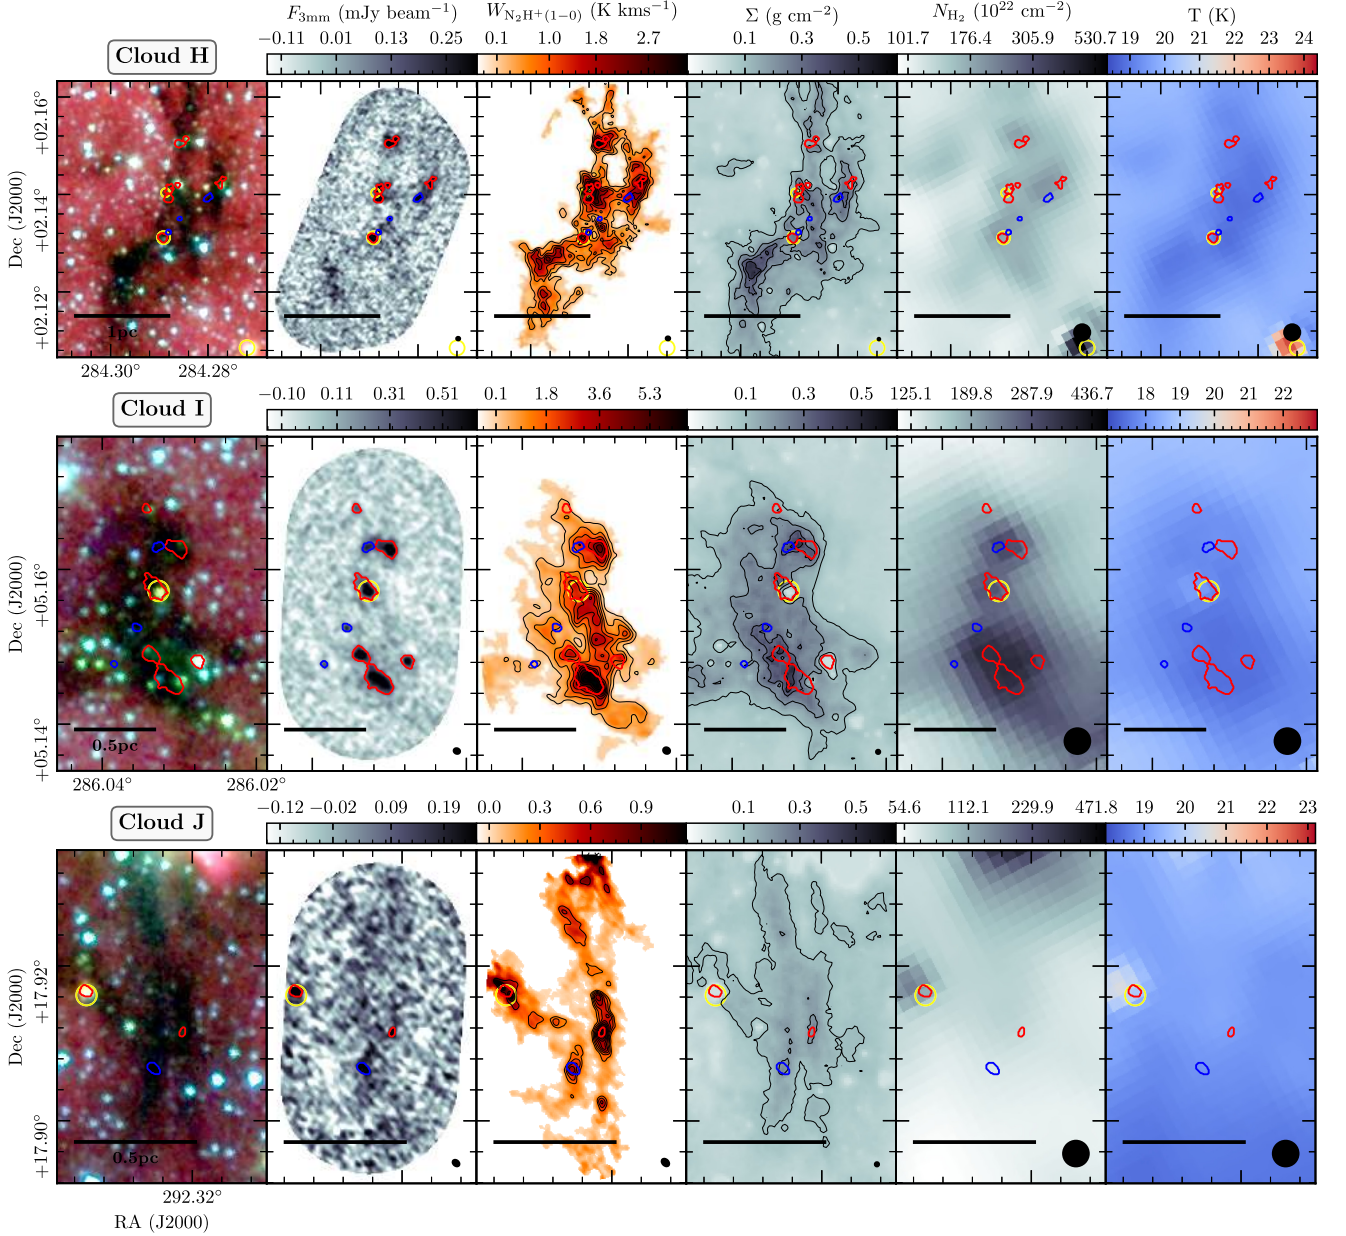 F3mm (mJy beam−1) WN2H+(1−0) (K kms−1) Σ (g cm−2) NH2 (10^22 cm−2) T (K)
Cloud H
−0.11 0.01 0.13 0.25 0.1 1.0 1.8 2.7 0.1 0.3 0.5 101.7 176.4 305.9 530.7 19 20 21 22 23 24
Dec (J2000)
+02.16°
+02.14°
+02.12°
1pc
284.30° 284.28°
Cloud I
−0.10 0.11 0.21 0.31 0.51 0.1 1.8 3.6 5.3 0.1 0.3 0.5 125.1 189.8 287.9 436.7 18 19 20 21 22
Dec (J2000)
+05.16°
+05.14°
0.5pc
286.04° 286.02°
Cloud J
−0.12 −0.02 0.09 0.19 0.0 0.3 0.6 0.9 0.1 0.3 0.5 54.6 112.1 229.9 471.8 19 20 21 22 23
Dec (J2000)
+17.92°
+17.90°
0.5pc
292.32°
RA (J2000)